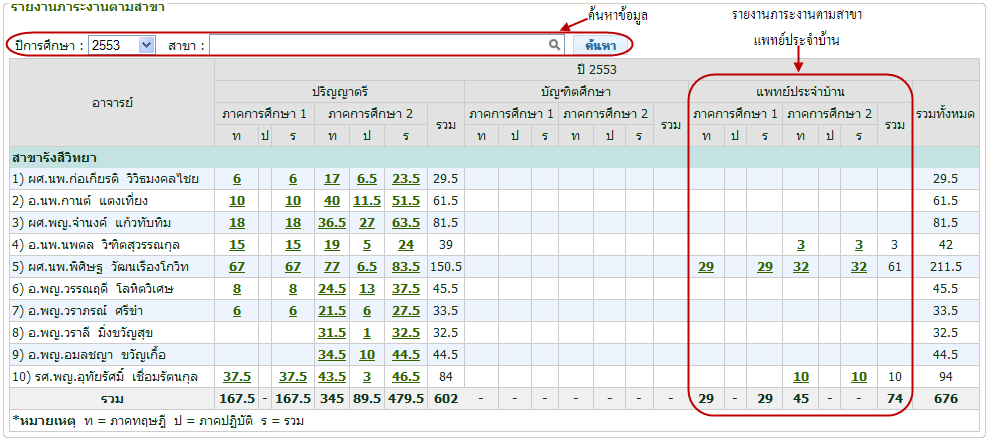 รายงานภาระงานตามสาขา
ค้นหาข้อมูล
รายงานภาระงานตามสาขา
แพทย์ประจำบ้าน
ปีการศึกษา : 2553 สาขา : ค้นหา
อาจารย์ ปี 2553
ปริญญาตรี บัณฑิตศึกษา แพทย์ประจำบ้าน รวมทั้งหมด
ภาคการศึกษา 1 ภาคการศึกษา 2 รวม ภาคการศึกษา 1 ภาคการศึกษา 2 รวม ภาคการศึกษา 1 ภาคการศึกษา 2 รวม
ท ป ร ท ป ร ท ป ร ท ป ร ท ป ร ท ป ร
สาขารังสีวิทยา
1) ผศ.นพ.ก่อเกียรติ วิวิธมงคลไชย 6 6 17 6.5 23.5 29.5 29.5
2) อ.นพ.กานต์ แตงเที่ยง 10 10 40 11.5 51.5 61.5 61.5
3) ผศ.พญ.จำนงค์ แก้วทับทิม 18 18 36.5 27 63.5 81.5 81.5
4) อ.นพ.นพดล วิฑิตสุวรรณกุล 15 15 19 5 24 39 3 3 3 42
5) ผศ.นพ.พิศิษฐ วัฒนเรืองโกวิท 67 67 77 6.5 83.5 150.5 29 29 32 32 61 211.5
6) อ.พญ.วรรณฤดี โลหิตวิเศษ 8 8 24.5 13 37.5 45.5 45.5
7) อ.พญ.วราภรณ์ ศรีขำ 6 6 21.5 6 27.5 33.5 33.5
8) อ.พญ.วราลี มิ่งขวัญสุข 31.5 1 32.5 32.5 32.5
9) อ.พญ.อมลชญา ขวัญเกื้อ 34.5 10 44.5 44.5 44.5
10) รศ.พญ.อุทัยรัศมิ์ เชื่อมรัตนกุล 37.5 37.5 43.5 3 46.5 84 10 10 10 94
รวม 167.5 - 167.5 345 89.5 479.5 602 - - - - - - - 29 - 29 45 - - 74 676
*หมายเหตุ ท = ภาคทฤษฎี ป = ภาคปฏิบัติ ร = รวม